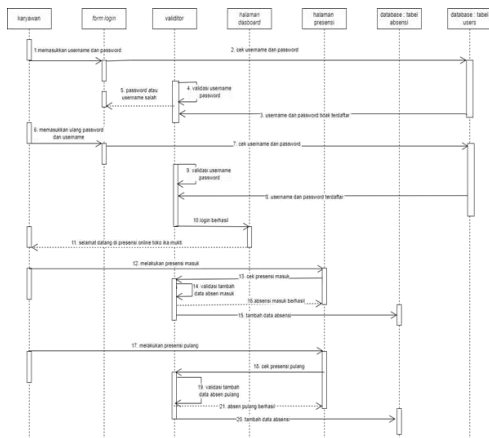 karyawan
form login
validitor
halaman
dasboard
halaman
presensi
database : tabel
absensi
database : tabel
users
1.memasukkan username dan password
2. cek username dan password
4. validasi username
password
5. password atau
username salah
3. username dan password tidak terdaftar
6. memasukkan ulang password
dan username
7. cek username dan password
9. validasi username
password
8. username dan password terdaftar
10.login berhasil
11. selamat datang di presensi online toko ika mukti
12. melakukan presensi masuk
13. cek presensi masuk
14. validasi tambah
data absen masuk
16.absensi masuk berhasil
15. tambah data absensi
17. melakukan presensi pulang
18. cek presensi pulang
19. validasi tambah
data absen pulang
21. absen pulang berhasil
20. tambah data absensi